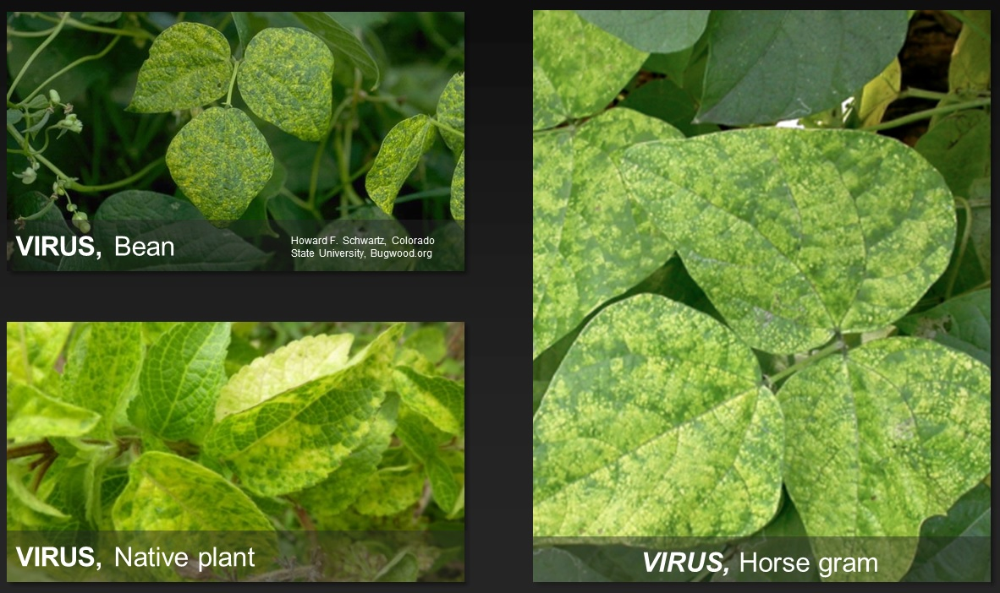 VIRUS, Bean
Howard F. Schwartz, Colorado
State University, Bugwood.org
VIRUS, Native plant
VIRUS, Horse gram